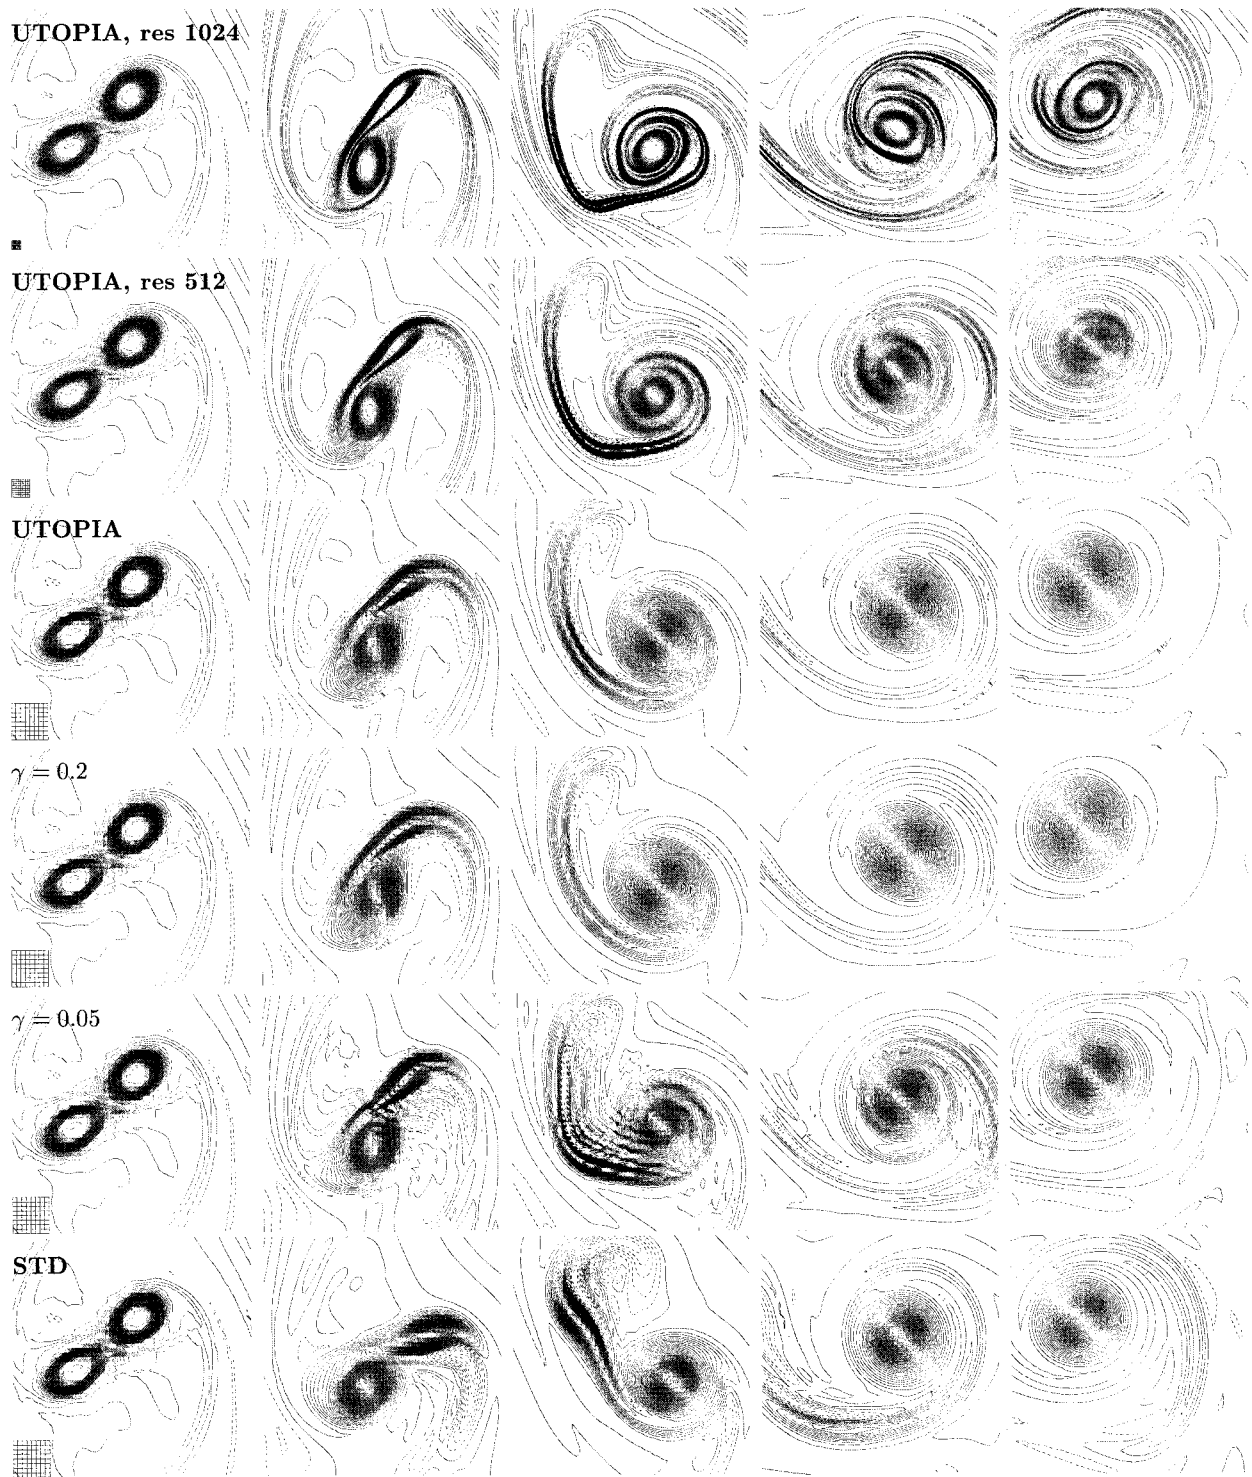 UTOPIA, res 1024
UTOPIA, res 512
UTOPIA
γ = 0.2
γ = 0.05
STD